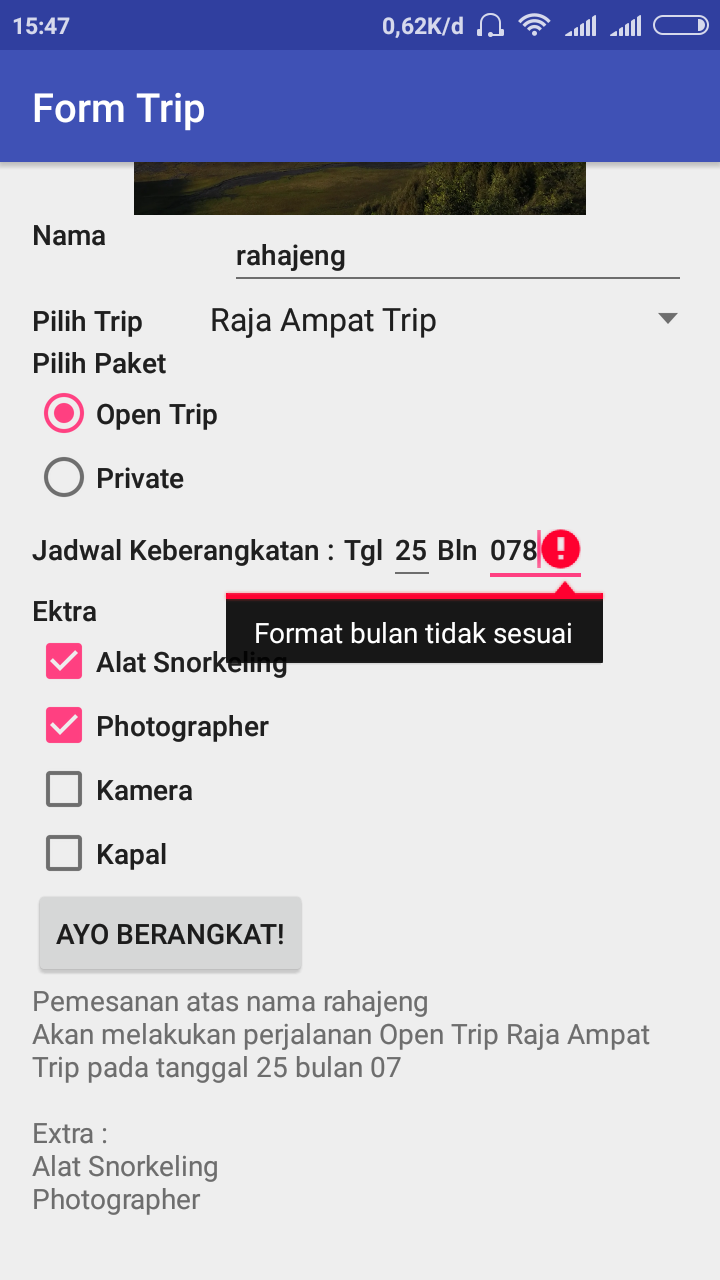 15:47 0,62K/d
Form Trip
Nama
rahajeng
Pilih Trip Raja Ampat Trip
Pilih Paket
Open Trip
Private
Jadwal Keberangkatan : Tgl 25 Bln 078
Ektra
Format bulan tidak sesuai
Alat Snorkeling
Photographer
Kamera
Kapal
AYO BERANGKAT!
Pemesanan atas nama rahajeng
Akan melakukan perjalanan Open Trip Raja Ampat
Trip pada tanggal 25 bulan 07
Extra :
Alat Snorkeling
Photographer